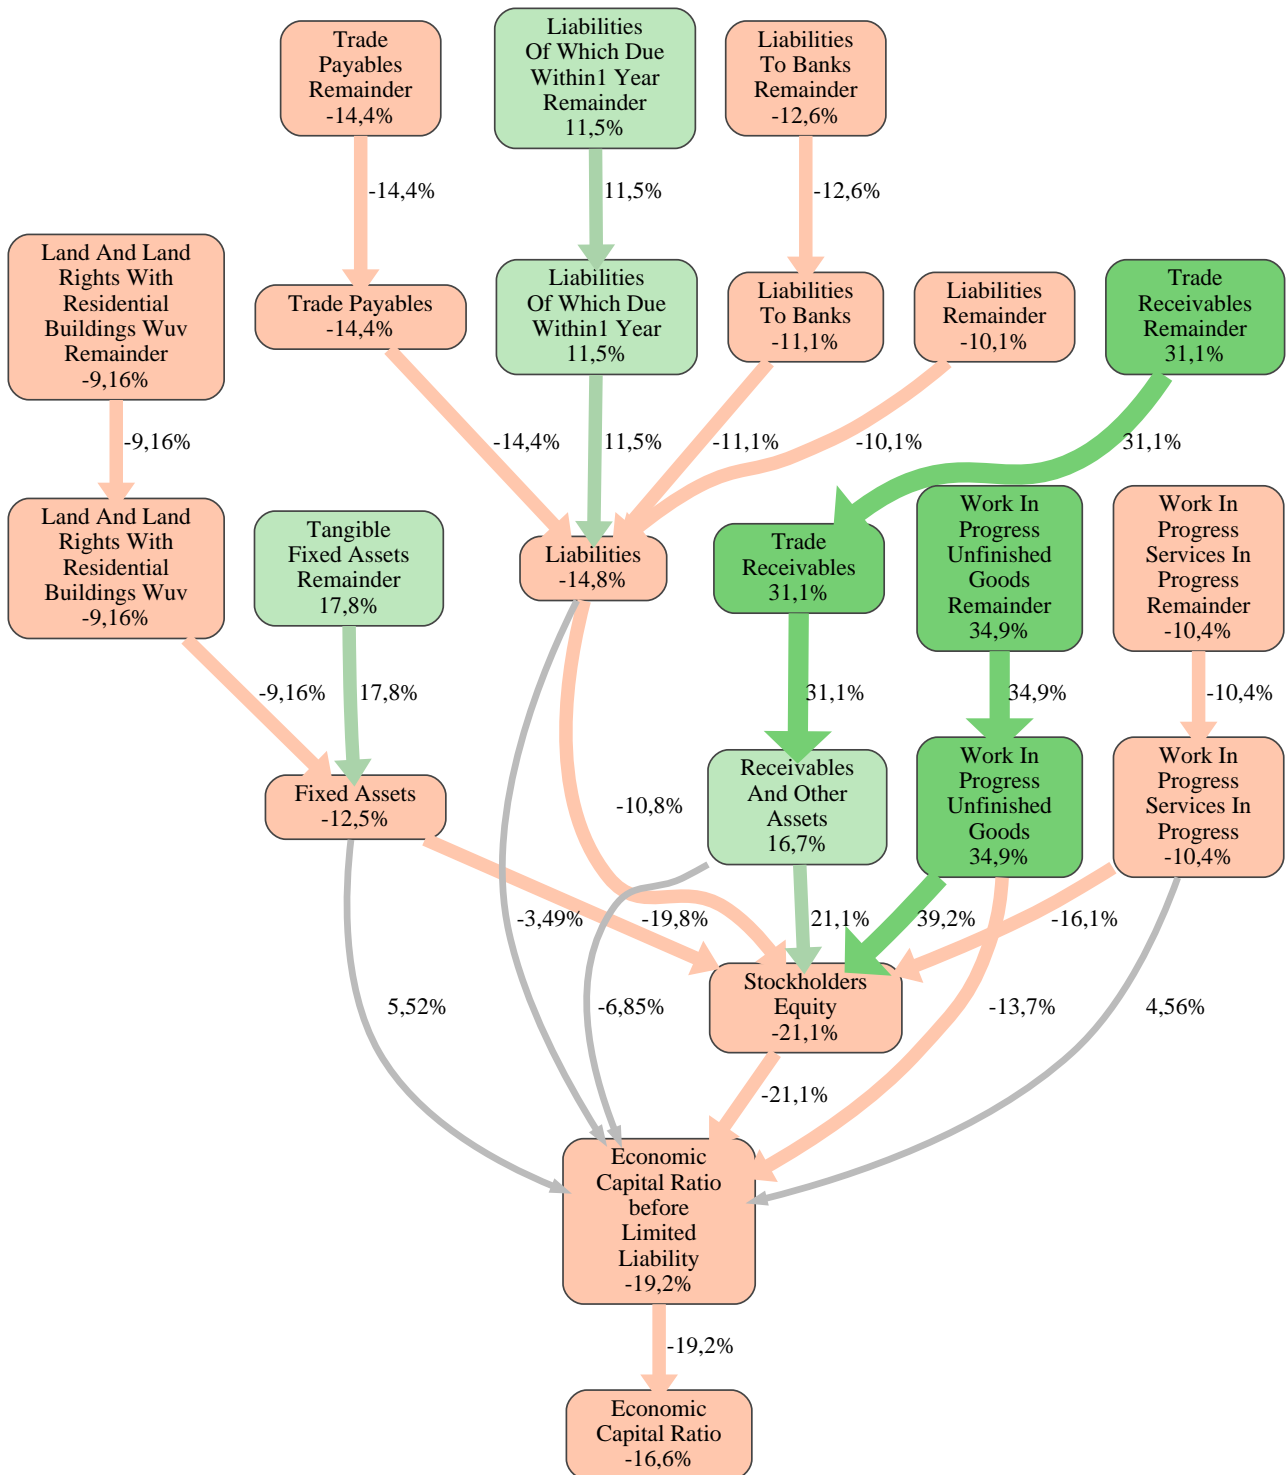 Trade
Payables
Remainder
-14,4%
Liabilities
Of Which Due
Within1 Year
Remainder
11,5%
Liabilities
To Banks
Remainder
-12,6%
-14,4%
11,5%
-12,6%
Land And Land
Rights With
Residential
Buildings Wuv
Remainder
-9,16%
Trade Payables
-14,4%
Liabilities
Of Which Due
Within1 Year
11,5%
Liabilities
To Banks
-11,1%
Liabilities
Remainder
-10,1%
Trade
Receivables
Remainder
31,1%
-9,16%
-14,4%
11,5%
-11,1%
-10,1%
31,1%
Land And Land
Rights With
Residential
Buildings Wuv
-9,16%
Tangible
Fixed Assets
Remainder
17,8%
Liabilities
-14,8%
Trade
Receivables
31,1%
Work In
Progress
Unfinished
Goods
Remainder
34,9%
Work In
Progress
Services In
Progress
Remainder
-10,4%
-9,16%
17,8%
31,1%
34,9%
-10,4%
Fixed Assets
-12,5%
-10,8%
Receivables
And Other
Assets
16,7%
Work In
Progress
Unfinished
Goods
34,9%
Work In
Progress
Services In
Progress
-10,4%
-3,49%
-19,8%
21,1%
39,2%
-16,1%
Stockholders
Equity
-21,1%
5,52%
-6,85%
-13,7%
4,56%
-21,1%
Economic
Capital Ratio
before
Limited
Liability
-19,2%
-19,2%
Economic
Capital Ratio
-16,6%